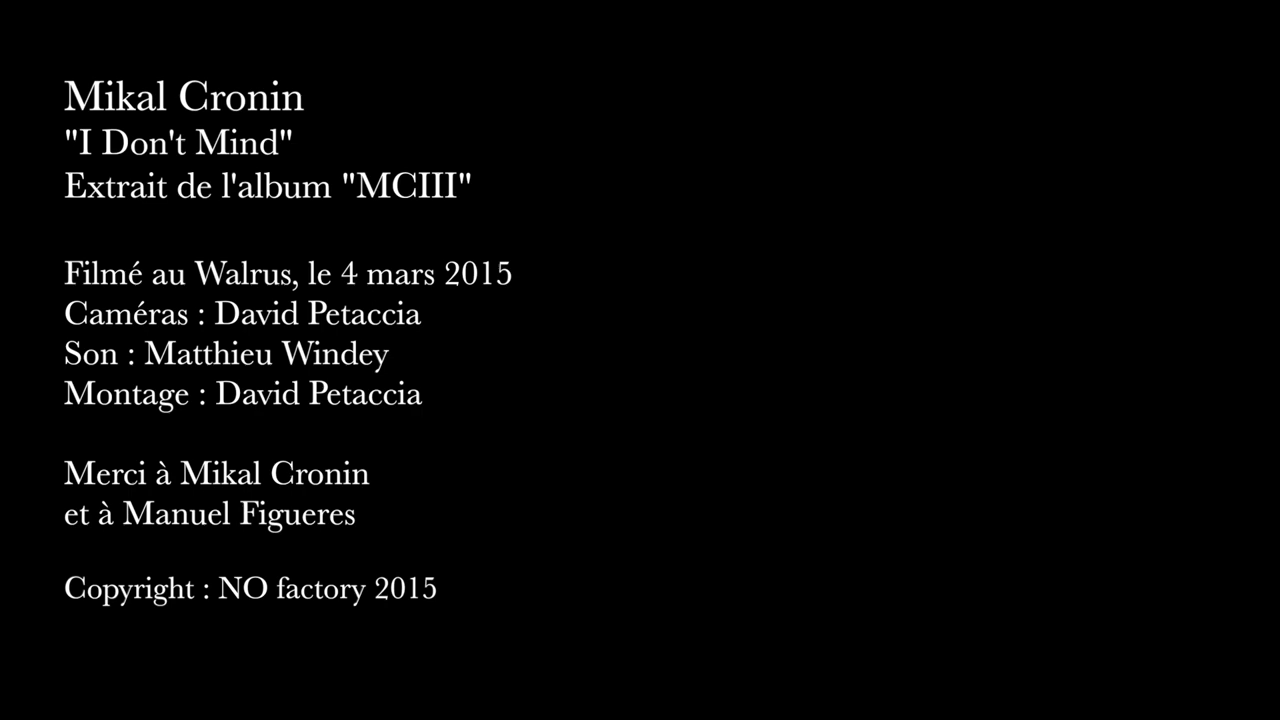 Mikal Cronin
"I Don't Mind"
Extrait de l'album "MCIII"
Filmé au Walrus, le 4 mars 2015
Caméras : David Petaccia
Son : Matthieu Windey
Montage : David Petaccia
Merci à Mikal Cronin
et à Manuel Figueres
Copyright : NO factory 2015